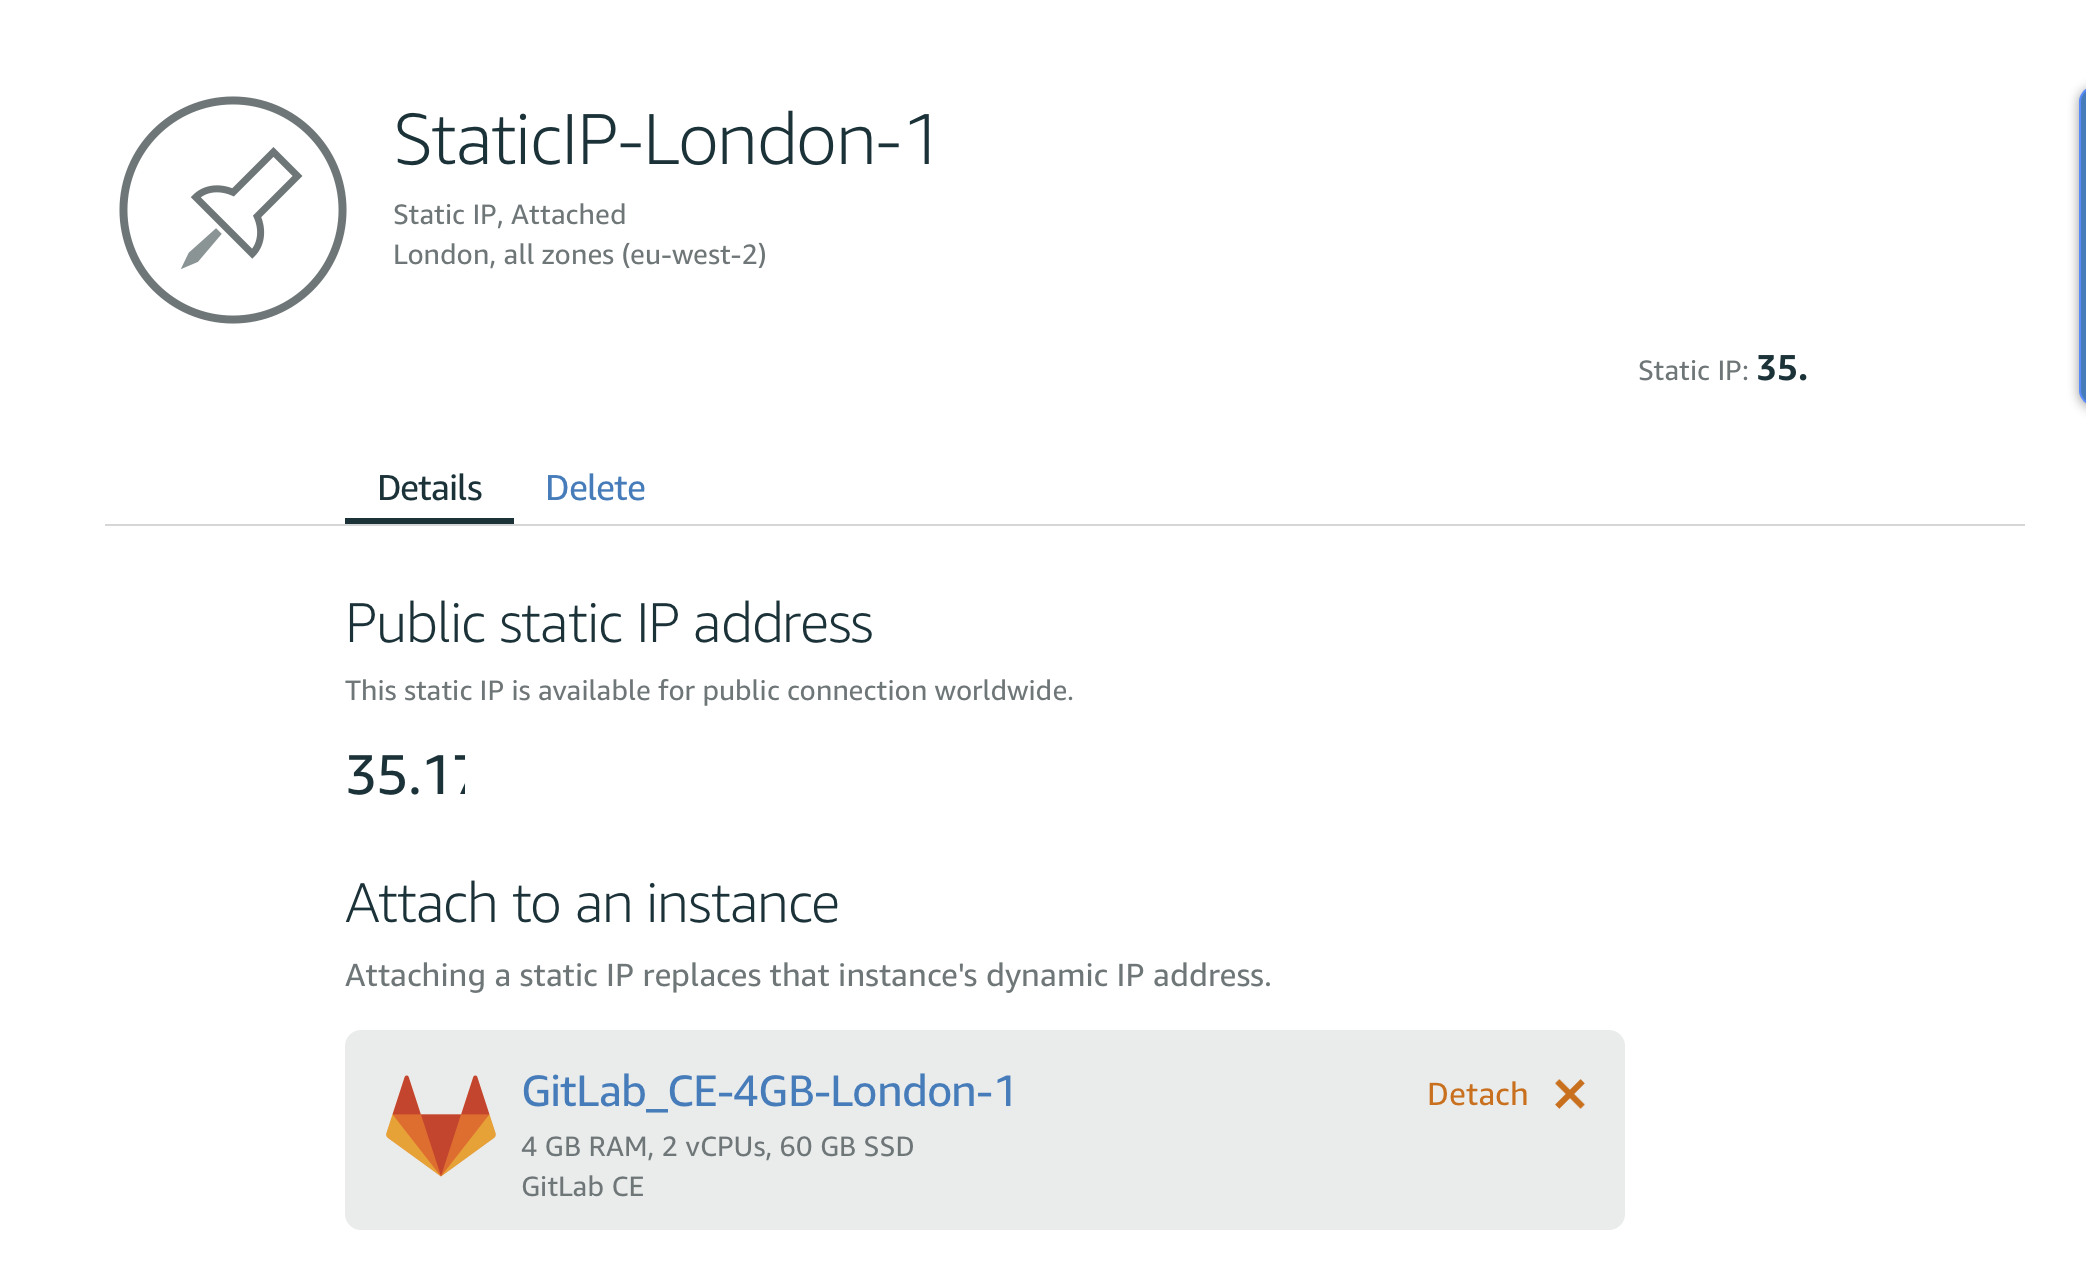 StaticIP-London-1
Static IP, Attached
London, all zones (eu-west-2)
Static IP: 35.
Details Delete
Public static IP address
This static IP is available for public connection worldwide.
35.17
Attach to an instance
Attaching a static IP replaces that instance's dynamic IP address.
GitLab_CE-4GB-London-1
Detach
4 GB RAM, 2 vCPUs, 60 GB SSD
GitLab CE